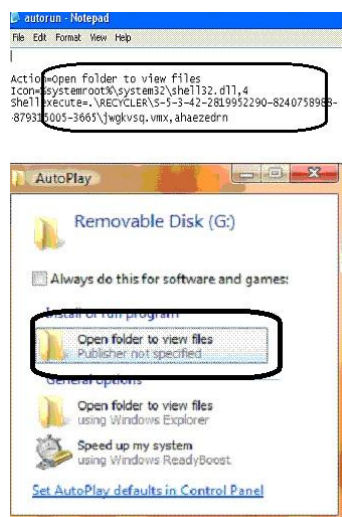 autorun - Notepad
File Edit Format View Help
Action=Open folder to view files
Icon=%systemroot%\system32\shell32.dll,4
Shellexecute=.\RECYCLER\S-5-3-42-2819952290-8240758988-
-879315005-3665\jwgkvsq.vmx,ahaezedrn
AutoPlay
Removable Disk (G:)
Always do this for software and games:
Install or run program
Open folder to view files
Publisher not specified
General options
Open folder to view files
using Windows Explorer
Speed up my system
using Windows ReadyBoost
Set AutoPlay defaults in Control Panel